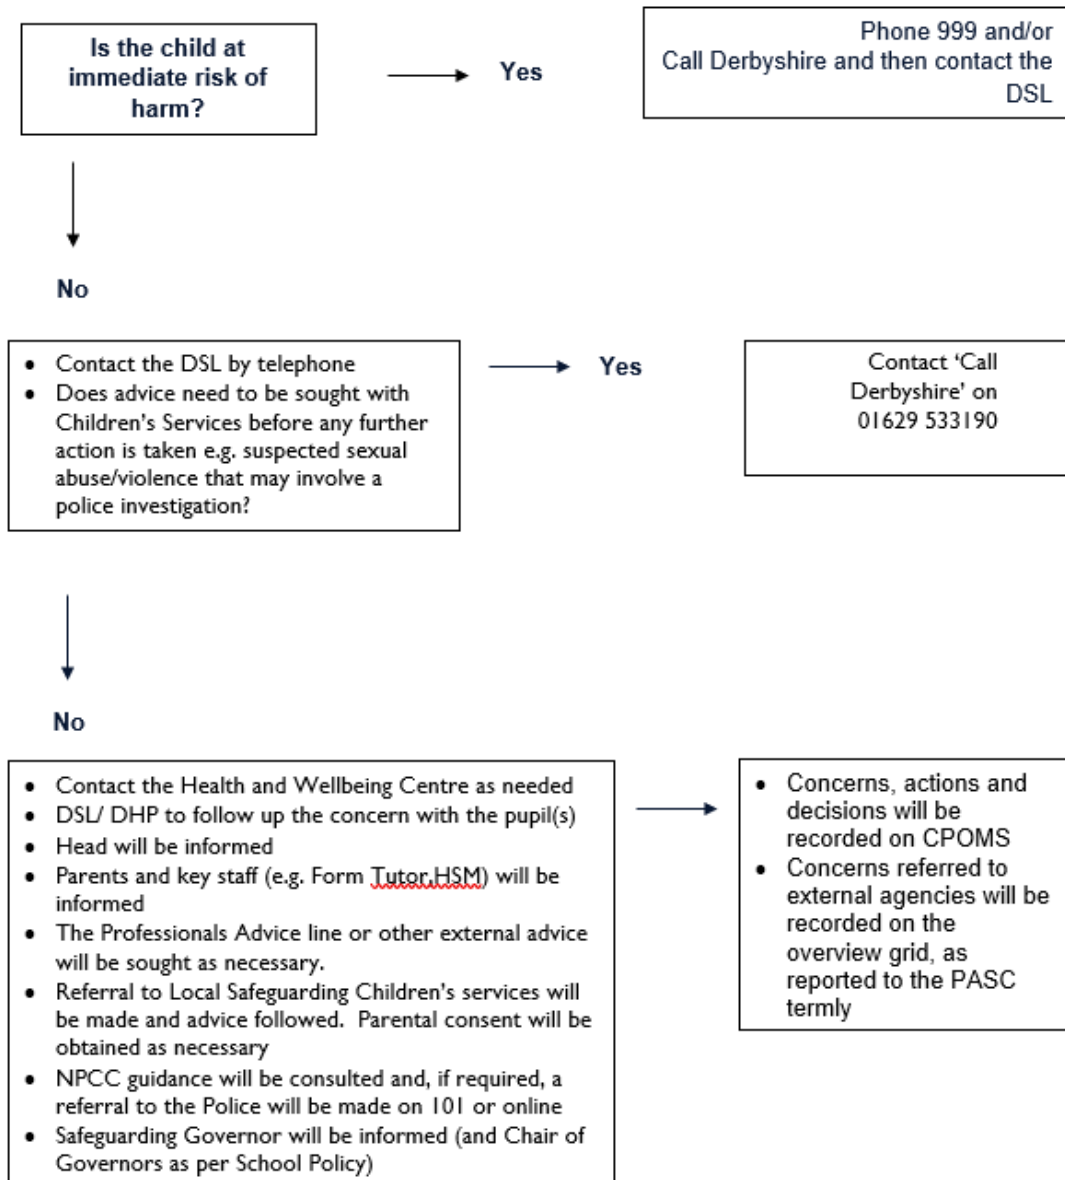 Is the child at
immediate risk of
harm?
Yes
Phone 999 and/or
Call Derbyshire and then contact the
DSL
No
• Contact the DSL by telephone
• Does advice need to be sought with
Children's Services before any further
action is taken e.g. suspected sexual
abuse/violence that may involve a
police investigation?
Yes
Contact 'Call
Derbyshire' on
01629 533190
No
• Contact the Health and Wellbeing Centre as needed
• DSL/ DHP to follow up the concern with the pupil(s)
• Head will be informed
• Parents and key staff (e.g. Form Tutor,HSM) will be
informed
• The Professionals Advice line or other external advice
will be sought as necessary.
• Referral to Local Safeguarding Children's services will
be made and advice followed.  Parental consent will be
obtained as necessary
• NPCC guidance will be consulted and, if required, a
referral to the Police will be made on 101 or online
• Safeguarding Governor will be informed (and Chair of
Governors as per School Policy)
• Concerns, actions and
decisions will be
recorded on CPOMS
• Concerns referred to
external agencies will be
recorded on the
overview grid, as
reported to the PASC
termly